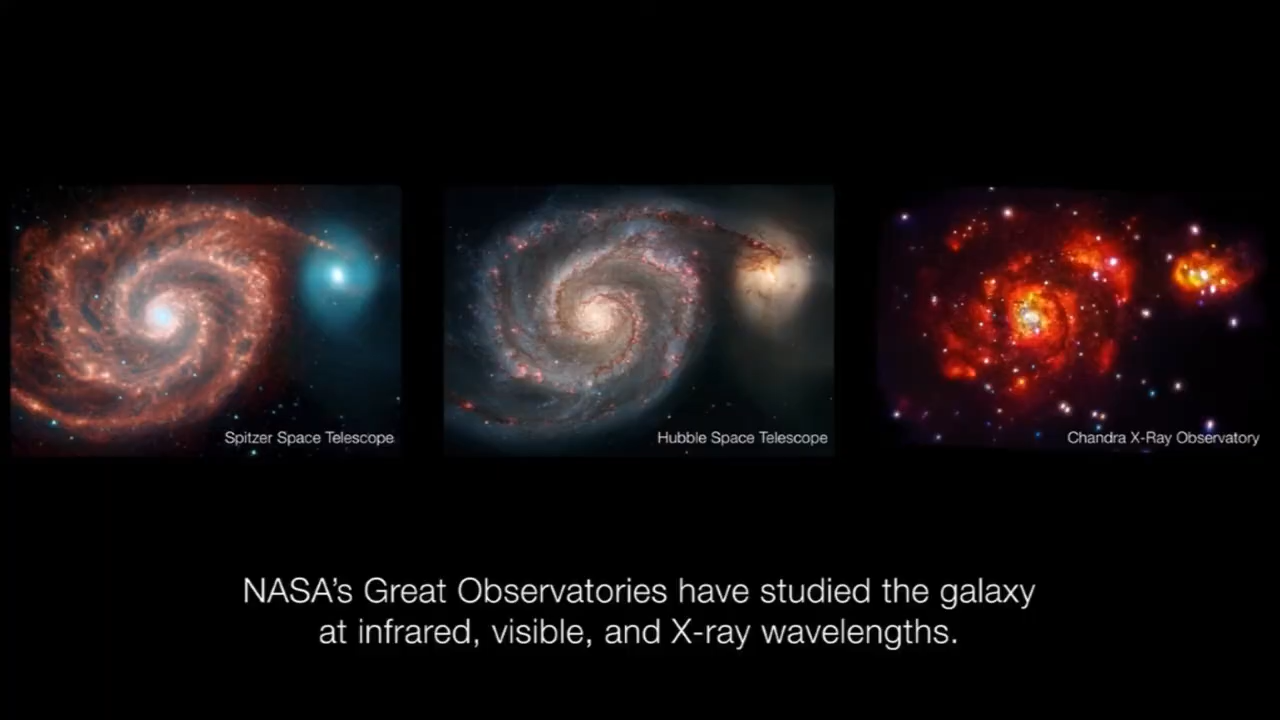 Spitzer Space Telescope
Hubble Space Telescope
Chandra X-Ray Observatory
NASA's Great Observatories have studied the galaxy
at infrared, visible, and X-ray wavelengths.